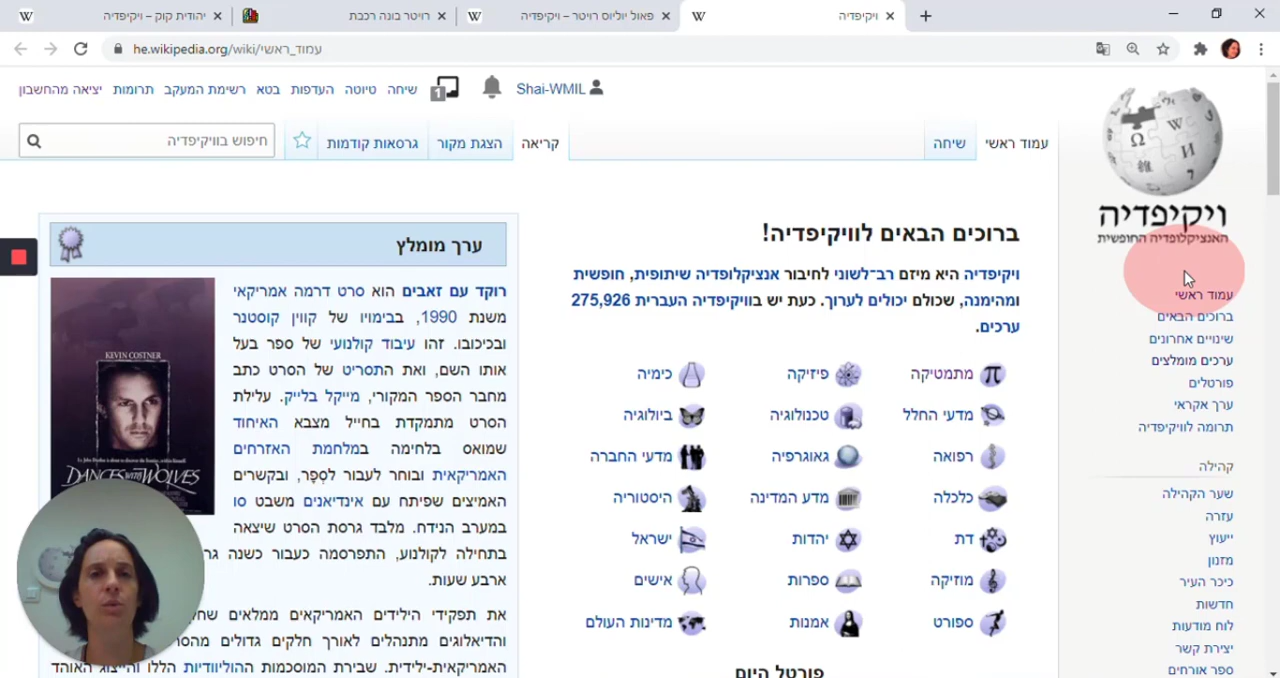 יהודית קוק – ויקיפדיה
רויטר בונה רכבת
פאול יוליוס רויטר – ויקיפדיה
ויקיפדיה
he.wikipedia.org/wiki/עמוד_ראשי
Shai-WMIL
1
שיחה
טיוטה
העדפות
בטא
רשימת המעקב
תרומות
יציאה מהחשבון
עמוד ראשי
שיחה
קריאה
הצגת מקור
גרסאות קודמות
חיפוש בוויקיפדיה
ויקיפדיה
האנציקלופדיה החופשית
עמוד ראשי
ברוכים הבאים
שינויים אחרונים
ערכים מומלצים
פורטלים
ערך אקראי
תרומה לוויקיפדיה
קהילה
שער הקהילה
עזרה
ייעוץ
מזנון
כיכר העיר
חדשות
לוח מודעות
יצירת קשר
ספר אורחים
ברוכים הבאים לוויקיפדיה!
ויקיפדיה היא מיזם רב־לשוני לחיבור אנציקלופדיה שיתופית, חופשית
ומהימנה, שכולם יכולים לערוך. כעת יש בוויקיפדיה העברית 275,926
ערכים.
מתמטיקה פיזיקה כימיה
מדעי החלל טכנולוגיה ביולוגיה
רפואה גאוגרפיה מדעי החברה
כלכלה מדע המדינה היסטוריה
דת יהדות ישראל
מוזיקה ספרות אישים
ספורט אמנות מדינות העולם
פורטל היום
ערך מומלץ
רוקד עם זאבים הוא סרט דרמה אמריקאי
משנת 1990, בבימויו של קווין קוסטנר
ובכיכובו. זהו עיבוד קולנועי של ספר בעל
אותו השם, ואת התסריט של הסרט כתב
מחבר הספר המקורי, מייקל בלייק. עלילת
הסרט מתמקדת בחייל מצבא האיחוד
שמואס בלחימה במלחמת האזרחים
האמריקאית ובוחר לעבור לסְפָר, ובקשרים
האמיצים שפיתח עם אינדיאנים משבט סו
במערב הנידח. מלבד גרסת הסרט שיצאה
בתחילה לקולנוע, התפרסמה כעבור כשנה
ארבע שעות.
את תפקידי הילידים האמריקאים ממלאים
והדיאלוגים מתנהלים לאורך חלקים גדולים
האמריקאית-ילידית. שבירת המוסכמות ההוליוודיות הללו והייצוג האוהד
KEVIN COSTNER
DANCES WITH WOLVES